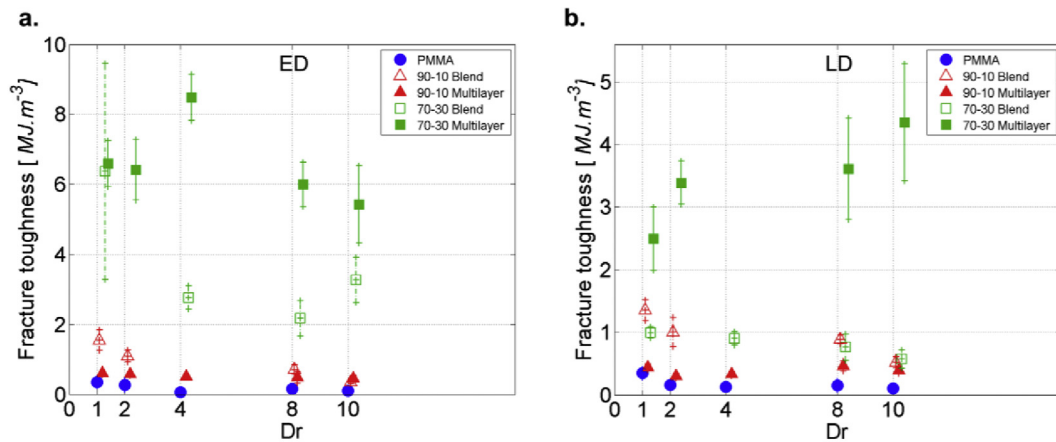 a.
ED
Fracture toughness [ MJ.m⁻³]
10
8
6
4
2
0
0 1 2 4 8 10
Dr
PMMA
90-10 Blend
90-10 Multilayer
70-30 Blend
70-30 Multilayer
b.
LD
Fracture toughness [ MJ.m⁻³]
5
4
3
2
1
0
0 1 2 4 8 10
Dr
PMMA
90-10 Blend
90-10 Multilayer
70-30 Blend
70-30 Multilayer